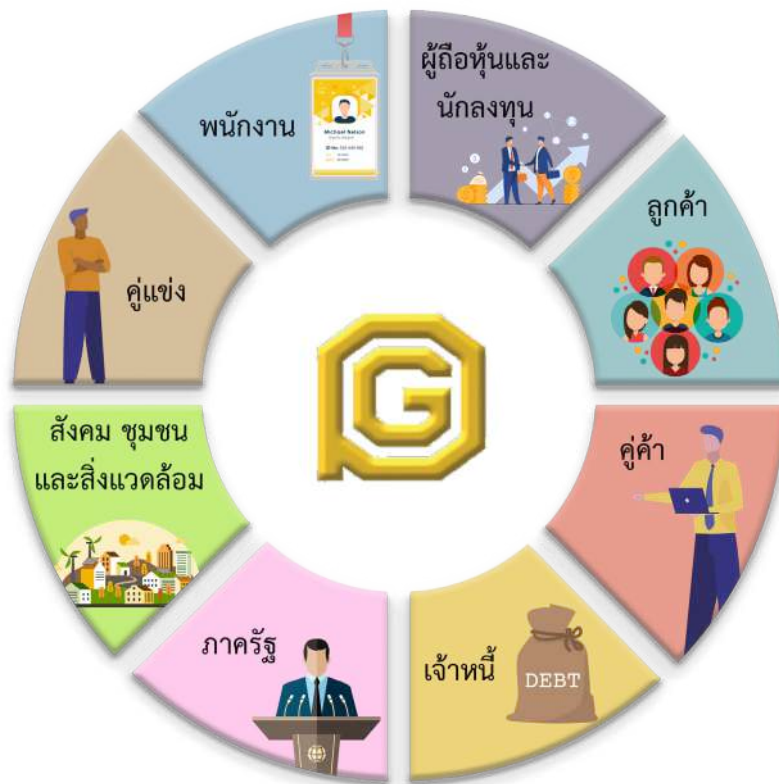 ผู้ถือหุ้นและ
นักลงทุน
ลูกค้า
คู่ค้า
เจ้าหนี้
DEBT
ภาครัฐ
สังคม ชุมชน
และสิ่งแวดล้อม
คู่แข่ง
พนักงาน
G